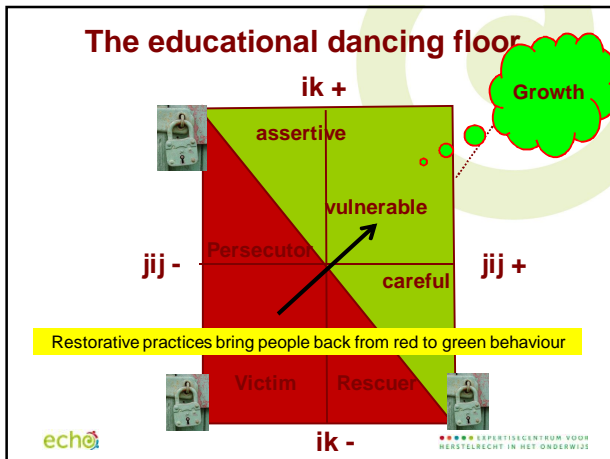 The educational dancing floor
ik +
Growth
assertive
vulnerable
Persecutor
jij -
jij +
careful
Restorative practices bring people back from red to green behaviour
Victim
Rescuer
echo
EXPERTISECENTRUM VOOR
HERSTELRECHT IN HET ONDERWIJS
ik -